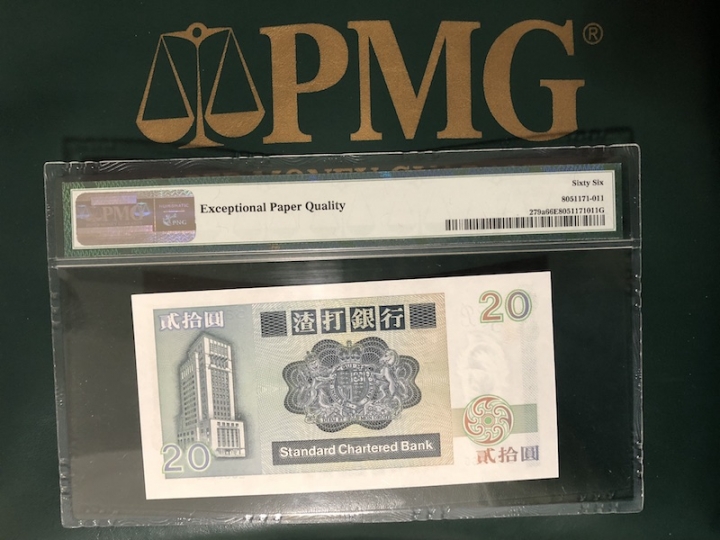 PMG®
PMG
Exceptional Paper Quality
Sixty Six
8051171-011
279a66E8051171011G
貳拾圓
渣打銀行
20
Standard Chartered Bank
20
貳拾圓